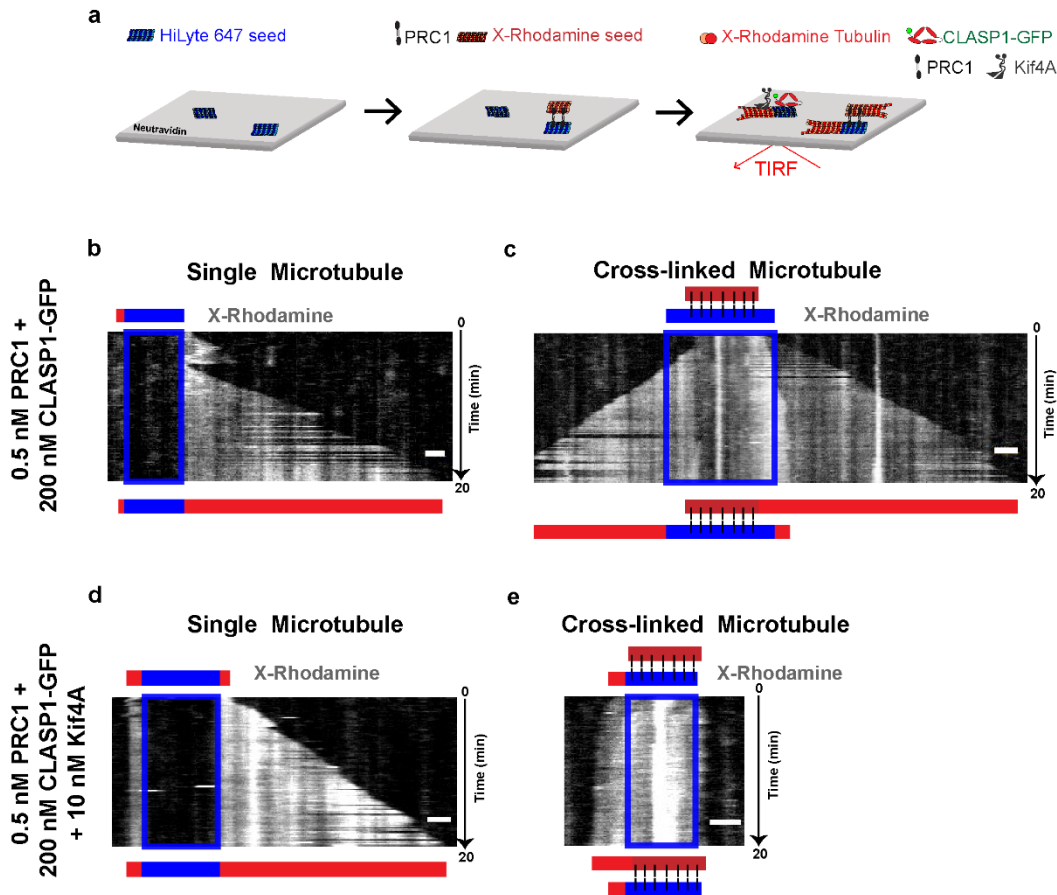 a
HiLyte 647 seed
PRC1
X-Rhodamine seed
X-Rhodamine Tubulin
CLASP1-GFP
PRC1
Kif4A
Neutravidin
TIRF
b
Single Microtubule
X-Rhodamine
0
Time (min)
20
c
Cross-linked Microtubule
X-Rhodamine
0
Time (min)
20
0.5 nM PRC1 +
200 nM CLASP1-GFP
d
Single Microtubule
X-Rhodamine
0
Time (min)
20
e
Cross-linked Microtubule
X-Rhodamine
0
Time (min)
20
0.5 nM PRC1 +
200 nM CLASP1-GFP
+ 10 nM Kif4A